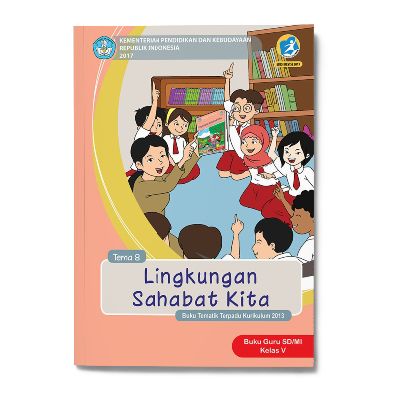 KEMENTERIAN PENDIDIKAN DAN KEBUDAYAAN
REPUBLIK INDONESIA
2017
Tema 8
Lingkungan
Sahabat Kita
Buku Tematik Terpadu Kurikulum 2013
Buku Guru SD/MI
Kelas V